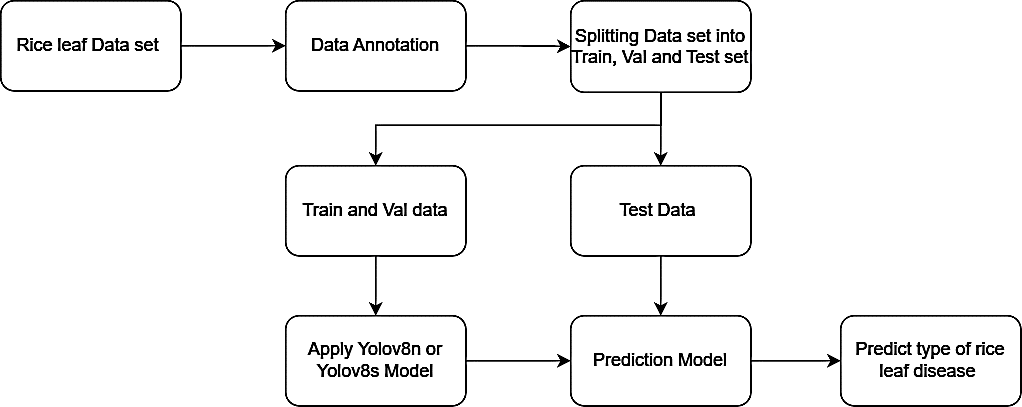 Rice leaf Data set
Data Annotation
Splitting Data set into
Train, Val and Test set
Train and Val data
Test Data
Apply Yolov8n or
Yolov8s Model
Prediction Model
Predict type of rice
leaf disease